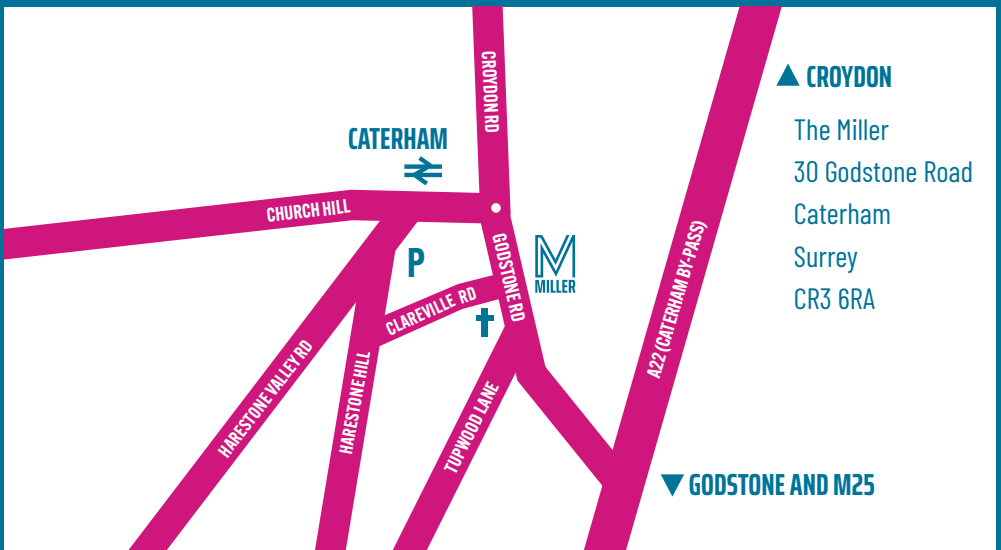 CROYDON RD
CROYDON
CATERHAM
The Miller
30 Godstone Road
Caterham
Surrey
CR3 6RA
CHURCH HILL
P
GODSTONE RD
M
MILLER
CLAREVILLE RD
A22 (CATERHAM BY-PASS)
HARESTONE VALLEY RD
HARESTONE HILL
TUPWOOD LANE
GODSTONE AND M25